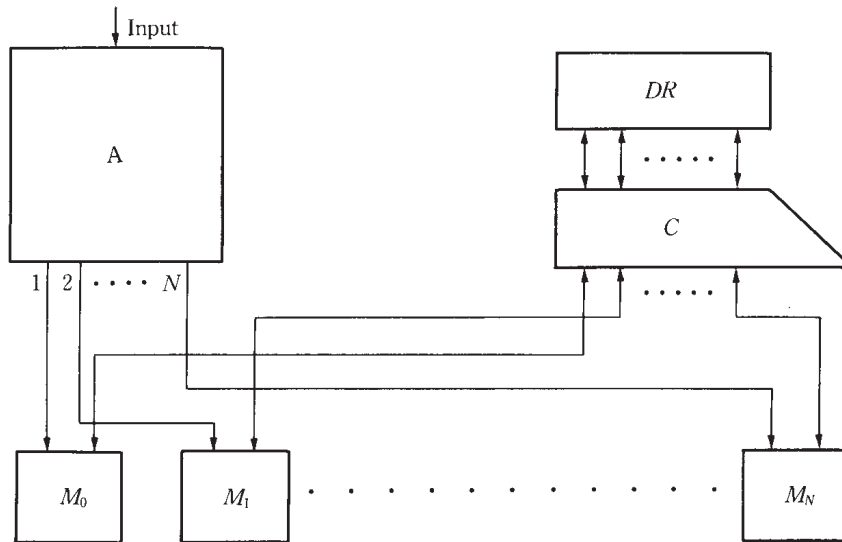 Input
A
DR
C
1 2 .... N
.....
.....
M₀ M₁ . . . . . . . . . . . . Mₙ